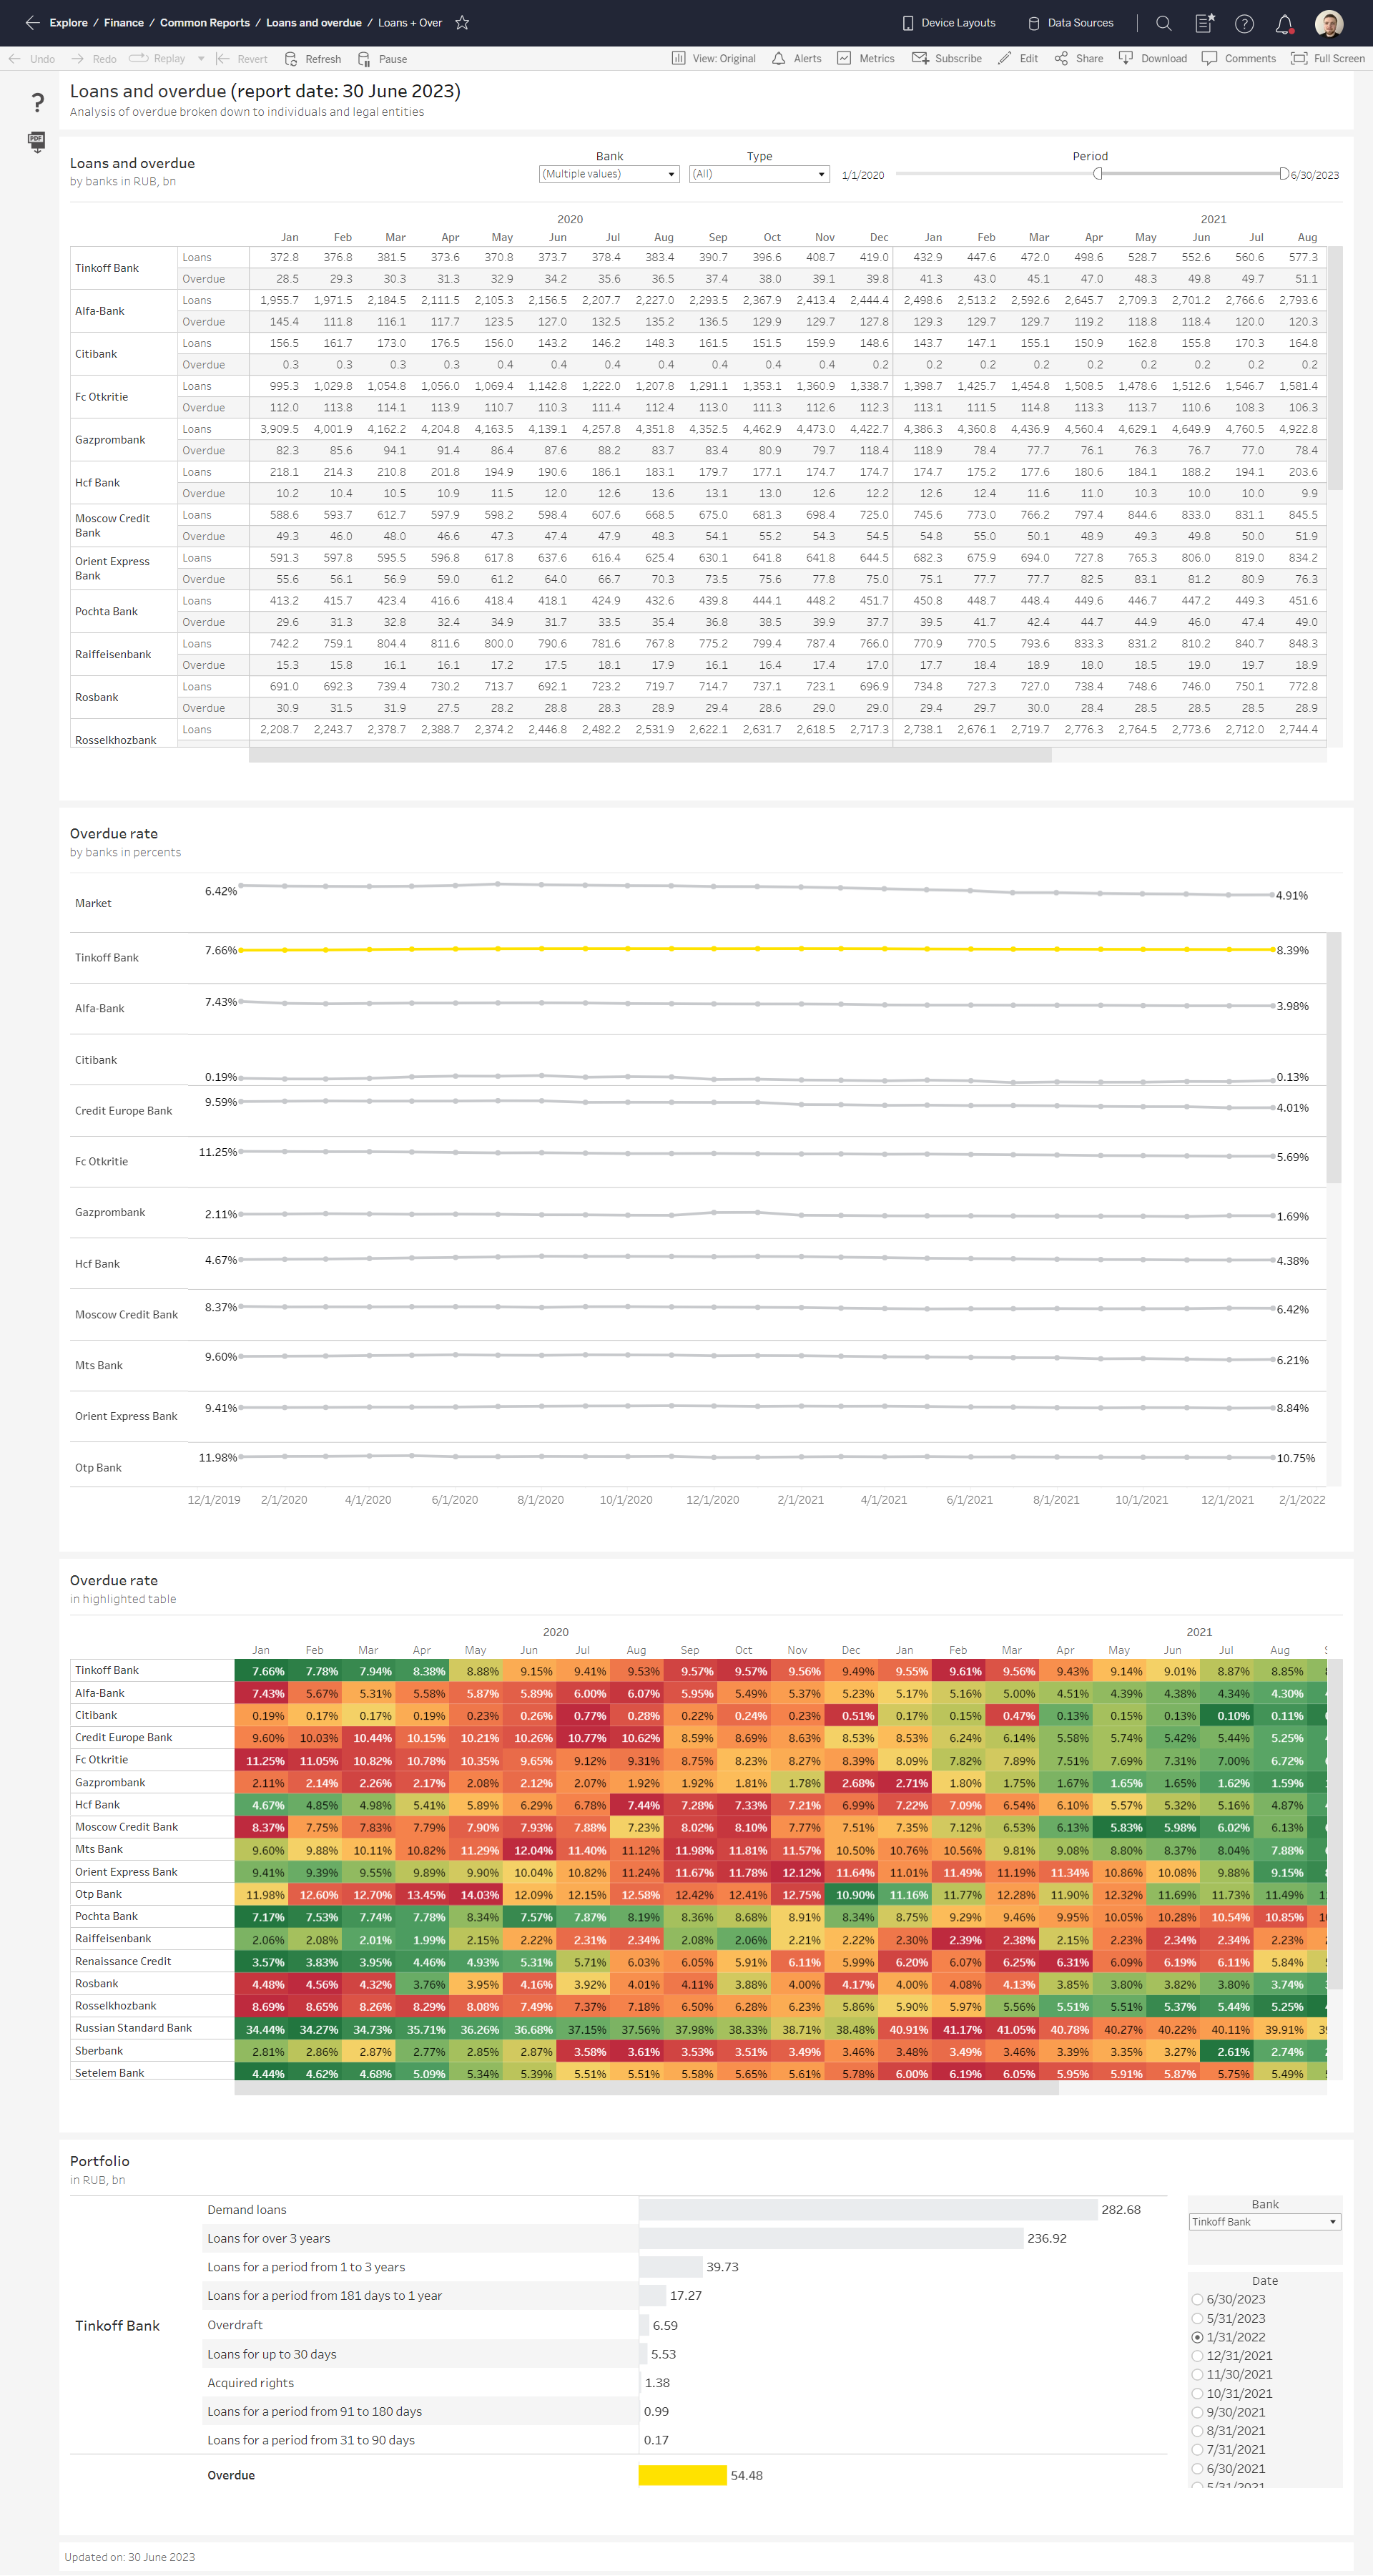 Explore / Finance / Common Reports / Loans and overdue / Loans + Over
Device Layouts Data Sources
Undo Redo Replay Revert Refresh Pause View: Original Alerts Metrics Subscribe Edit Share Download Comments Full Screen
?
PDF
Loans and overdue (report date: 30 June 2023)
Analysis of overdue broken down to individuals and legal entities
Loans and overdue
by banks in RUB, bn
Bank Type Period
(Multiple values) (All) 1/1/2020 6/30/2023
2020 2021
Jan Feb Mar Apr May Jun Jul Aug Sep Oct Nov Dec Jan Feb Mar Apr May Jun Jul Aug
Tinkoff Bank
Loans 372.8 376.8 381.5 373.6 370.8 373.7 378.4 383.4 390.7 396.6 408.7 419.0 432.9 447.6 472.0 498.6 528.7 552.6 560.6 577.3
Overdue 28.5 29.3 30.3 31.3 32.9 34.2 35.6 36.5 37.4 38.0 39.1 39.8 41.3 43.0 45.1 47.0 48.3 49.8 49.7 51.1
Alfa-Bank
Loans 1,955.7 1,971.5 2,184.5 2,111.5 2,105.3 2,156.5 2,207.7 2,227.0 2,293.5 2,367.9 2,413.4 2,444.4 2,498.6 2,513.2 2,592.6 2,645.7 2,709.3 2,701.2 2,766.6 2,793.6
Overdue 145.4 111.8 116.1 117.7 123.5 127.0 132.5 135.2 136.5 129.9 129.7 127.8 129.3 129.7 129.7 119.2 118.8 118.4 120.0 120.3
Citibank
Loans 156.5 161.7 173.0 176.5 156.0 143.2 146.2 148.3 161.5 151.5 159.9 148.6 143.7 147.1 155.1 150.9 162.8 155.8 170.3 164.8
Overdue 0.3 0.3 0.3 0.3 0.4 0.4 0.4 0.4 0.4 0.4 0.4 0.2 0.2 0.2 0.2 0.2 0.2 0.2 0.2 0.2
Fc Otkritie
Loans 995.3 1,029.8 1,054.8 1,056.0 1,069.4 1,142.8 1,222.0 1,207.8 1,291.1 1,353.1 1,360.9 1,338.7 1,398.7 1,425.7 1,454.8 1,508.5 1,478.6 1,512.6 1,546.7 1,581.4
Overdue 112.0 113.8 114.1 113.9 110.7 110.3 111.4 112.4 113.0 111.3 112.6 112.3 113.1 111.5 114.8 113.3 113.7 110.6 108.3 106.3
Gazprombank
Loans 3,909.5 4,001.9 4,162.2 4,204.8 4,163.5 4,139.1 4,257.8 4,351.8 4,352.5 4,462.9 4,473.0 4,422.7 4,386.3 4,360.8 4,436.9 4,560.4 4,629.1 4,649.9 4,760.5 4,922.8
Overdue 82.3 85.6 94.1 91.4 86.4 87.6 88.2 83.7 83.4 80.9 79.7 118.4 118.9 78.4 77.7 76.1 76.3 76.7 77.0 78.4
Hcf Bank
Loans 218.1 214.3 210.8 201.8 194.9 190.6 186.1 183.1 179.7 177.1 174.7 174.7 174.7 175.2 177.6 180.6 184.1 188.2 194.1 203.6
Overdue 10.2 10.4 10.5 10.9 11.5 12.0 12.6 13.6 13.1 13.0 12.6 12.2 12.6 12.4 11.6 11.0 10.3 10.0 10.0 9.9
Moscow Credit Bank
Loans 588.6 593.7 612.7 597.9 598.2 598.4 607.6 668.5 675.0 681.3 698.4 725.0 745.6 773.0 766.2 797.4 844.6 833.0 831.1 845.5
Overdue 49.3 46.0 48.0 46.6 47.3 47.4 47.9 48.3 54.1 55.2 54.3 54.5 54.8 55.0 50.1 48.9 49.3 49.8 50.0 51.9
Orient Express Bank
Loans 591.3 597.8 595.5 596.8 617.8 637.6 616.4 625.4 630.1 641.8 641.8 644.5 682.3 675.9 694.0 727.8 765.3 806.0 819.0 834.2
Overdue 55.6 56.1 56.9 59.0 61.2 64.0 66.7 70.3 73.5 75.6 77.8 75.0 75.1 77.7 77.7 82.5 83.1 81.2 80.9 76.3
Pochta Bank
Loans 413.2 415.7 423.4 416.6 418.4 418.1 424.9 432.6 439.8 444.1 448.2 451.7 450.8 448.7 448.4 449.6 446.7 447.2 449.3 451.6
Overdue 29.6 31.3 32.8 32.4 34.9 31.7 33.5 35.4 36.8 38.5 39.9 37.7 39.5 41.7 42.4 44.7 44.9 46.0 47.4 49.0
Raiffeisenbank
Loans 742.2 759.1 804.4 811.6 800.0 790.6 781.6 767.8 775.2 799.4 787.4 766.0 770.9 770.5 793.6 833.3 831.2 810.2 840.7 848.3
Overdue 15.3 15.8 16.1 16.1 17.2 17.5 18.1 17.9 16.1 16.4 17.4 17.0 17.7 18.4 18.9 18.0 18.5 19.0 19.7 18.9
Rosbank
Loans 691.0 692.3 739.4 730.2 713.7 692.1 723.2 719.7 714.7 737.1 723.1 696.9 734.8 727.3 727.0 738.4 748.6 746.0 750.1 772.8
Overdue 30.9 31.5 31.9 27.5 28.2 28.8 28.3 28.9 29.4 28.6 29.0 29.0 29.4 29.7 30.0 28.4 28.5 28.5 28.5 28.9
Rosselkhozbank
Loans 2,208.7 2,243.7 2,378.7 2,388.7 2,374.2 2,446.8 2,482.2 2,531.9 2,622.1 2,631.7 2,618.5 2,717.3 2,738.1 2,676.1 2,719.7 2,776.3 2,764.5 2,773.6 2,712.0 2,744.4
Overdue rate
by banks in percents
Market 6.42% 4.91%
Tinkoff Bank 7.66% 8.39%
Alfa-Bank 7.43% 3.98%
Citibank 0.19% 0.13%
Credit Europe Bank 9.59% 4.01%
Fc Otkritie 11.25% 5.69%
Gazprombank 2.11% 1.69%
Hcf Bank 4.67% 4.38%
Moscow Credit Bank 8.37% 6.42%
Mts Bank 9.60% 6.21%
Orient Express Bank 9.41% 8.84%
Otp Bank 11.98% 10.75%
12/1/2019 2/1/2020 4/1/2020 6/1/2020 8/1/2020 10/1/2020 12/1/2020 2/1/2021 4/1/2021 6/1/2021 8/1/2021 10/1/2021 12/1/2021 2/1/2022
Overdue rate
in highlighted table
2020 2021
Jan Feb Mar Apr May Jun Jul Aug Sep Oct Nov Dec Jan Feb Mar Apr May Jun Jul Aug
Tinkoff Bank 7.66% 7.78% 7.94% 8.38% 8.88% 9.15% 9.41% 9.53% 9.57% 9.57% 9.56% 9.49% 9.55% 9.61% 9.56% 9.43% 9.14% 9.01% 8.87% 8.85%
Alfa-Bank 7.43% 5.67% 5.31% 5.58% 5.87% 5.89% 6.00% 6.07% 5.95% 5.49% 5.37% 5.23% 5.17% 5.16% 5.00% 4.51% 4.39% 4.38% 4.34% 4.30%
Citibank 0.19% 0.17% 0.17% 0.19% 0.23% 0.26% 0.77% 0.28% 0.22% 0.24% 0.23% 0.51% 0.17% 0.15% 0.47% 0.13% 0.15% 0.13% 0.10% 0.11%
Credit Europe Bank 9.60% 10.03% 10.44% 10.15% 10.21% 10.26% 10.77% 10.62% 8.59% 8.69% 8.63% 8.53% 8.53% 6.24% 6.14% 5.58% 5.74% 5.42% 5.44% 5.25%
Fc Otkritie 11.25% 11.05% 10.82% 10.78% 10.35% 9.65% 9.12% 9.31% 8.75% 8.23% 8.27% 8.39% 8.09% 7.82% 7.89% 7.51% 7.69% 7.31% 7.00% 6.72%
Gazprombank 2.11% 2.14% 2.26% 2.17% 2.08% 2.12% 2.07% 1.92% 1.92% 1.81% 1.78% 2.68% 2.71% 1.80% 1.75% 1.67% 1.65% 1.65% 1.62% 1.59%
Hcf Bank 4.67% 4.85% 4.98% 5.41% 5.89% 6.29% 6.78% 7.44% 7.28% 7.33% 7.21% 6.99% 7.22% 7.09% 6.54% 6.10% 5.57% 5.32% 5.16% 4.87%
Moscow Credit Bank 8.37% 7.75% 7.83% 7.79% 7.90% 7.93% 7.88% 7.23% 8.02% 8.10% 7.77% 7.51% 7.35% 7.12% 6.53% 6.13% 5.83% 5.98% 6.02% 6.13%
Mts Bank 9.60% 9.88% 10.11% 10.82% 11.29% 12.04% 11.40% 11.12% 11.98% 11.81% 11.57% 10.50% 10.76% 10.56% 9.81% 9.08% 8.80% 8.37% 8.04% 7.88%
Orient Express Bank 9.41% 9.39% 9.55% 9.89% 9.90% 10.04% 10.82% 11.24% 11.67% 11.78% 12.12% 11.64% 11.01% 11.49% 11.19% 11.34% 10.86% 10.08% 9.88% 9.15%
Otp Bank 11.98% 12.60% 12.70% 13.45% 14.03% 12.09% 12.15% 12.58% 12.42% 12.41% 12.75% 10.90% 11.16% 11.77% 12.28% 11.90% 12.32% 11.69% 11.73% 11.49%
Pochta Bank 7.17% 7.53% 7.74% 7.78% 8.34% 7.57% 7.87% 8.19% 8.36% 8.68% 8.91% 8.34% 8.75% 9.29% 9.46% 9.95% 10.05% 10.28% 10.54% 10.85%
Raiffeisenbank 2.06% 2.08% 2.01% 1.99% 2.15% 2.22% 2.31% 2.34% 2.08% 2.06% 2.21% 2.22% 2.30% 2.39% 2.38% 2.15% 2.23% 2.34% 2.34% 2.23%
Renaissance Credit 3.57% 3.83% 3.95% 4.46% 4.93% 5.31% 5.71% 6.03% 6.05% 5.91% 6.11% 5.99% 6.20% 6.07% 6.25% 6.31% 6.09% 6.19% 6.11% 5.84%
Rosbank 4.48% 4.56% 4.32% 3.76% 3.95% 4.16% 3.92% 4.01% 4.11% 3.88% 4.00% 4.17% 4.00% 4.08% 4.13% 3.85% 3.80% 3.82% 3.80% 3.74%
Rosselkhozbank 8.69% 8.65% 8.26% 8.29% 8.08% 7.49% 7.37% 7.18% 6.50% 6.28% 6.23% 5.86% 5.90% 5.97% 5.56% 5.51% 5.51% 5.37% 5.44% 5.25%
Russian Standard Bank 34.44% 34.27% 34.73% 35.71% 36.26% 36.68% 37.15% 37.56% 37.98% 38.33% 38.71% 38.48% 40.91% 41.17% 41.05% 40.78% 40.27% 40.22% 40.11% 39.91%
Sberbank 2.81% 2.86% 2.87% 2.77% 2.85% 2.87% 3.58% 3.61% 3.53% 3.51% 3.49% 3.46% 3.48% 3.49% 3.46% 3.39% 3.35% 3.27% 2.61% 2.74%
Setelem Bank 4.44% 4.62% 4.68% 5.09% 5.34% 5.39% 5.51% 5.51% 5.58% 5.65% 5.61% 5.78% 6.00% 6.19% 6.05% 5.95% 5.91% 5.87% 5.75% 5.49%
Portfolio
in RUB, bn
Tinkoff Bank
Demand loans 282.68
Loans for over 3 years 236.92
Loans for a period from 1 to 3 years 39.73
Loans for a period from 181 days to 1 year 17.27
Overdraft 6.59
Loans for up to 30 days 5.53
Acquired rights 1.38
Loans for a period from 91 to 180 days 0.99
Loans for a period from 31 to 90 days 0.17
Overdue 54.48
Bank
Tinkoff Bank
Date
6/30/2023
5/31/2023
1/31/2022
12/31/2021
11/30/2021
10/31/2021
9/30/2021
8/31/2021
7/31/2021
6/30/2021
5/31/2021
Updated on: 30 June 2023